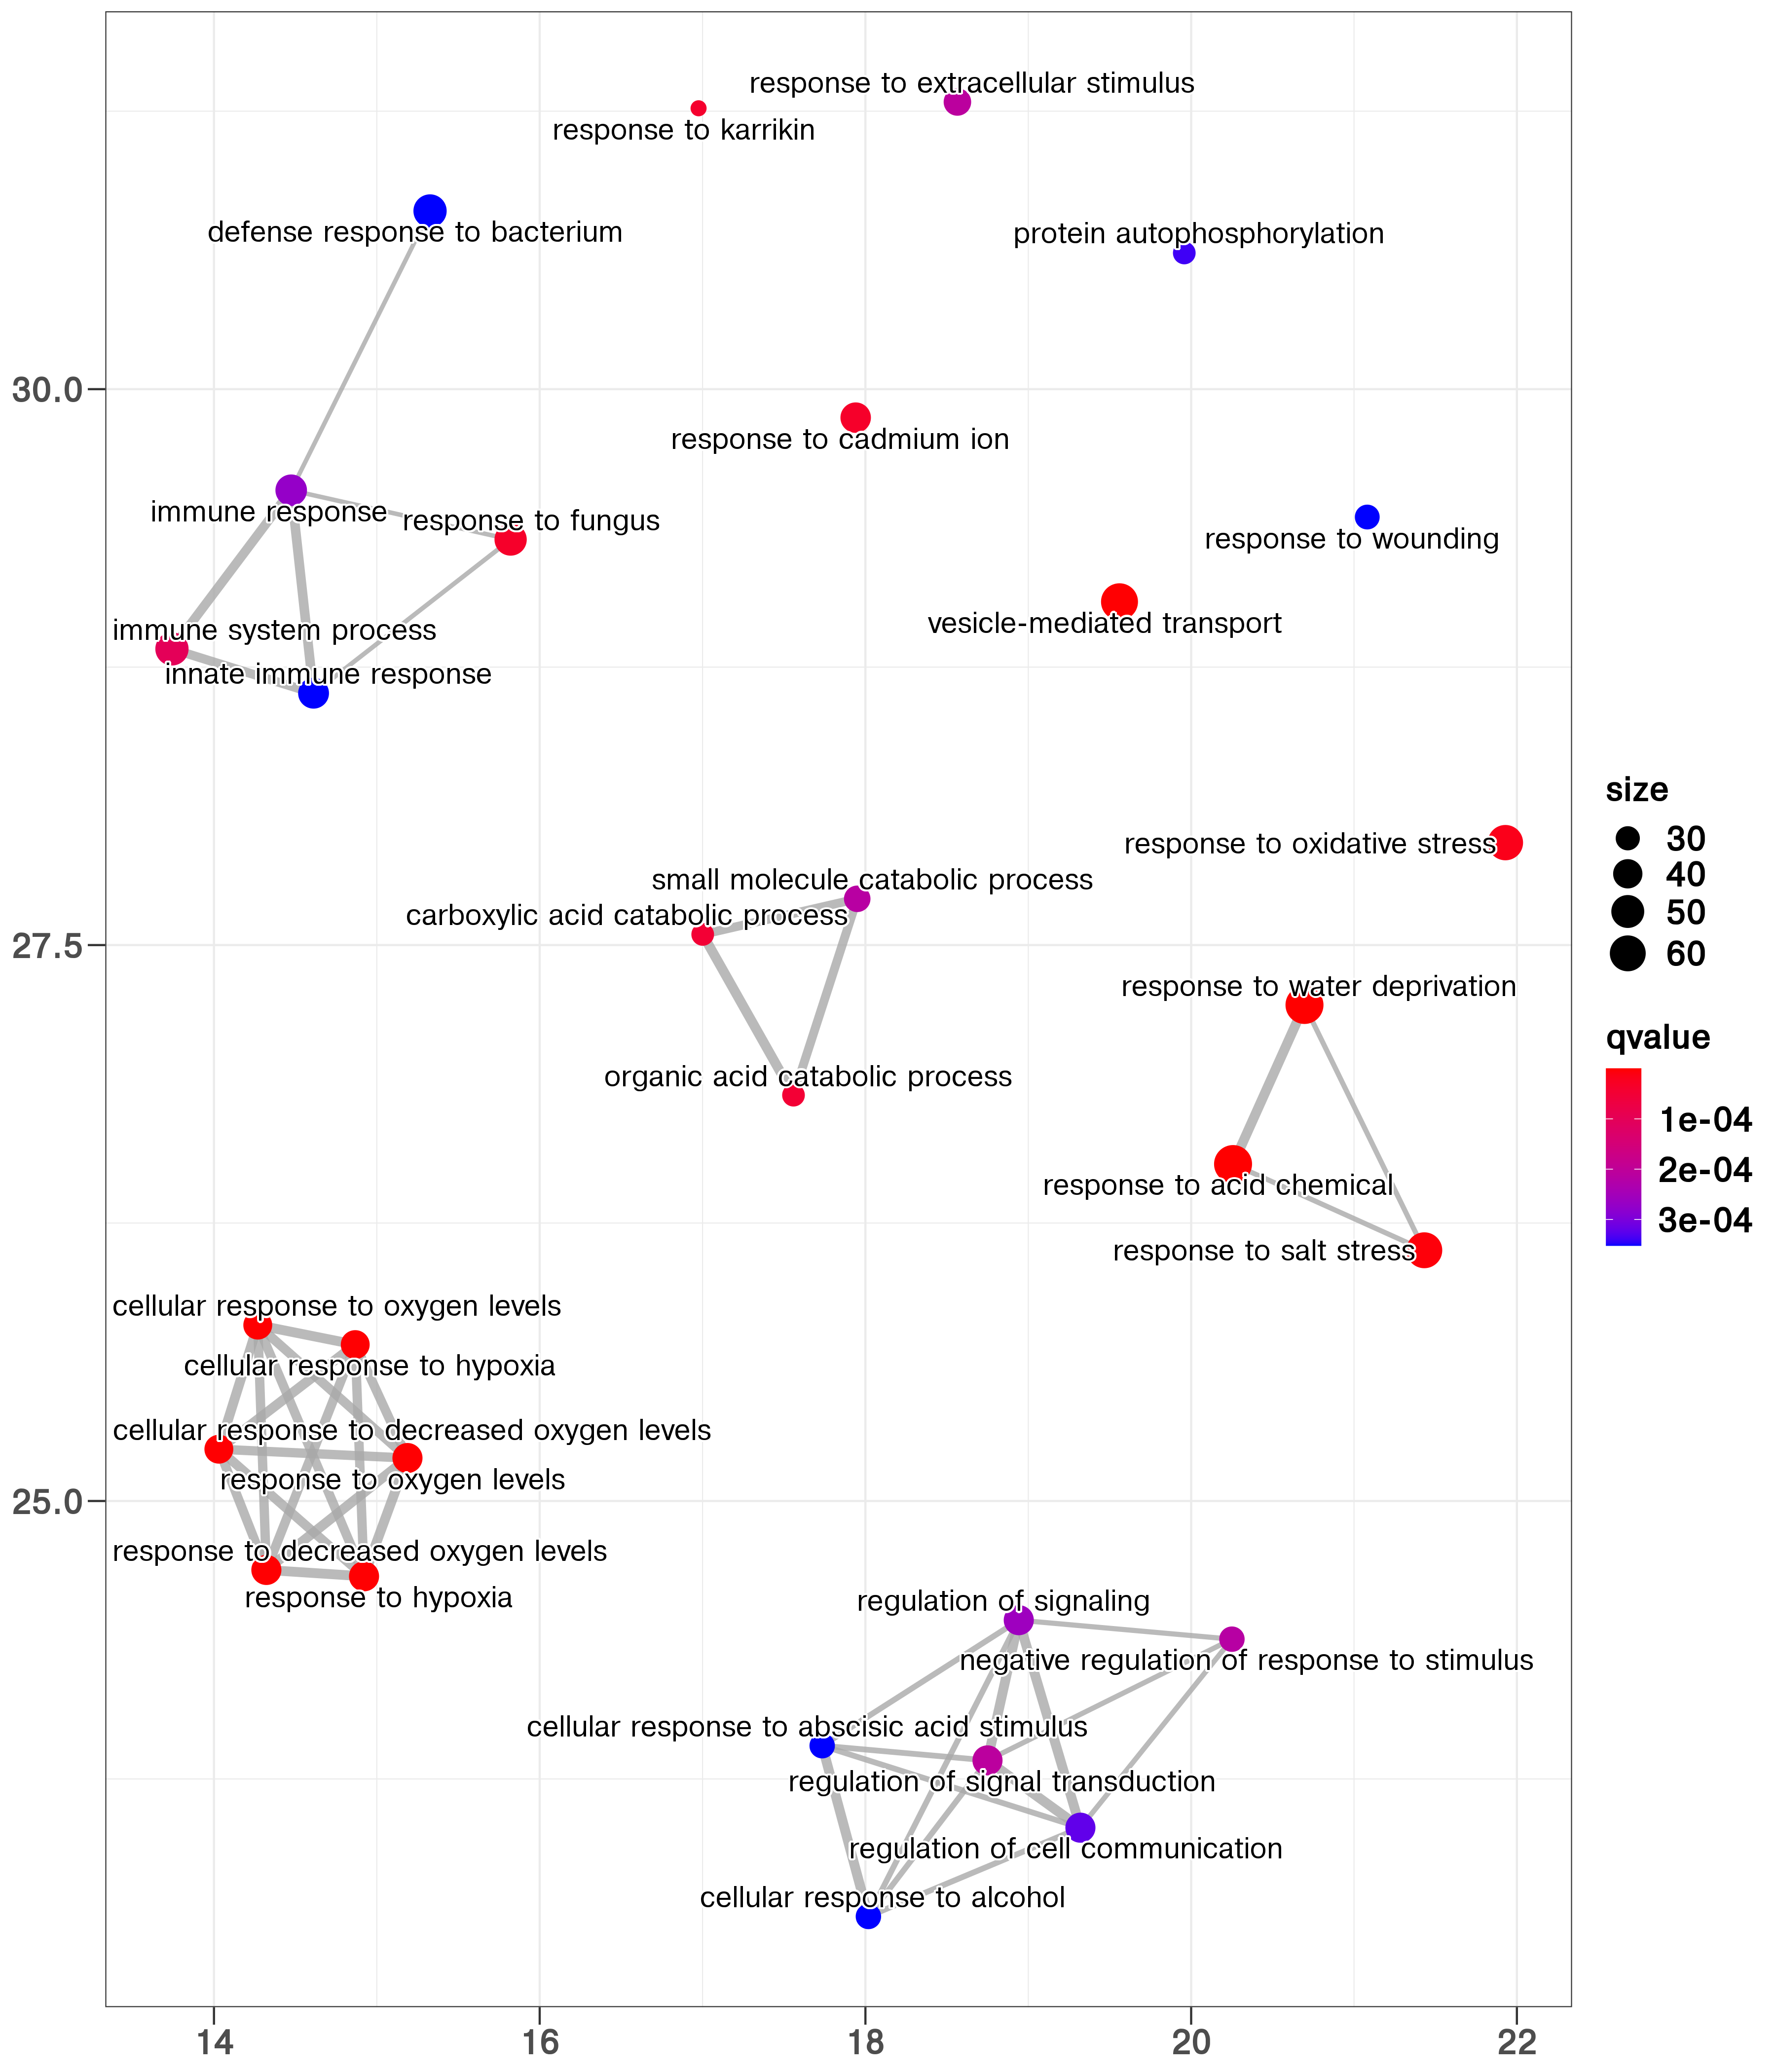 response to extracellular stimulus
response to karrikin
defense response to bacterium
protein autophosphorylation
30.0
response to cadmium ion
immune response
response to fungus
response to wounding
vesicle-mediated transport
immune system process
innate immune response
response to oxidative stress
small molecule catabolic process
carboxylic acid catabolic process
27.5
response to water deprivation
organic acid catabolic process
response to acid chemical
response to salt stress
cellular response to oxygen levels
cellular response to hypoxia
cellular response to decreased oxygen levels
response to oxygen levels
25.0
response to decreased oxygen levels
response to hypoxia
regulation of signaling
negative regulation of response to stimulus
cellular response to abscisic acid stimulus
regulation of signal transduction
regulation of cell communication
cellular response to alcohol
14 16 18 20 22
size
30
40
50
60
qvalue
1e-04
2e-04
3e-04